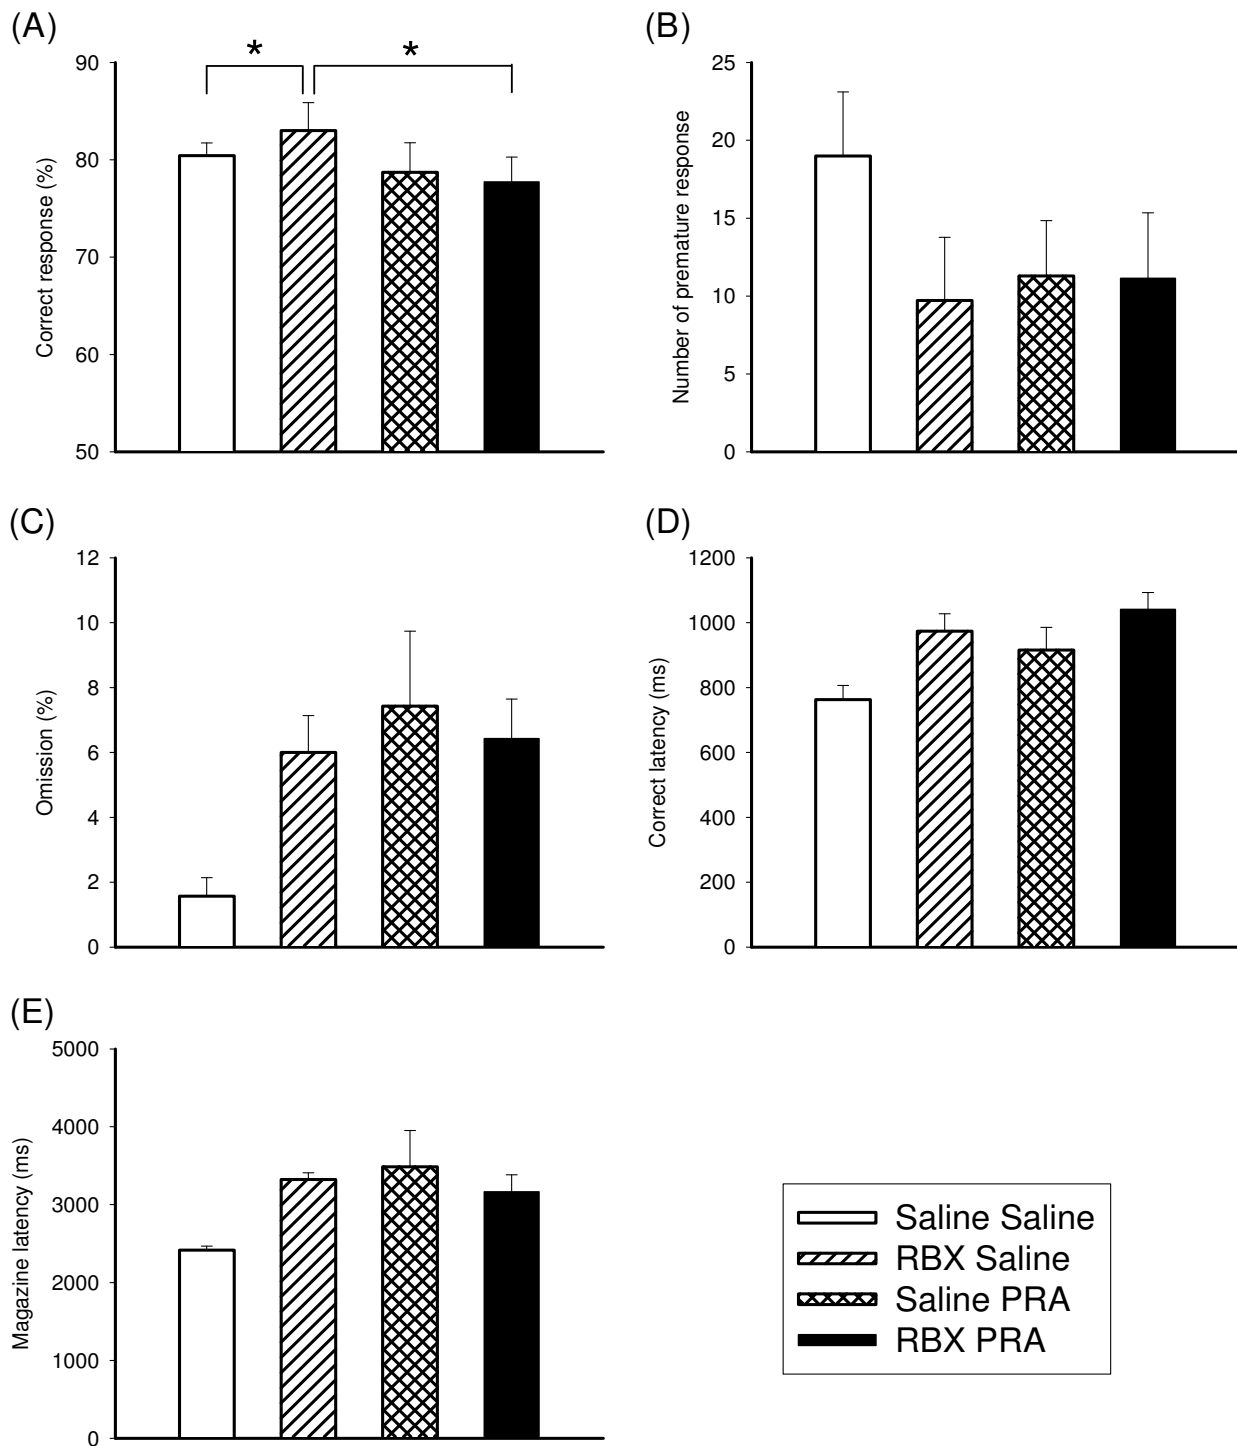 (A)
Correct response (%)
90
80
70
60
50
*
*
(B)
Number of premature response
25
20
15
10
5
0
(C)
Omission (%)
12
10
8
6
4
2
0
(D)
Correct latency (ms)
1200
1000
800
600
400
200
0
(E)
Magazine latency (ms)
5000
4000
3000
2000
1000
0
Saline Saline
RBX Saline
Saline PRA
RBX PRA